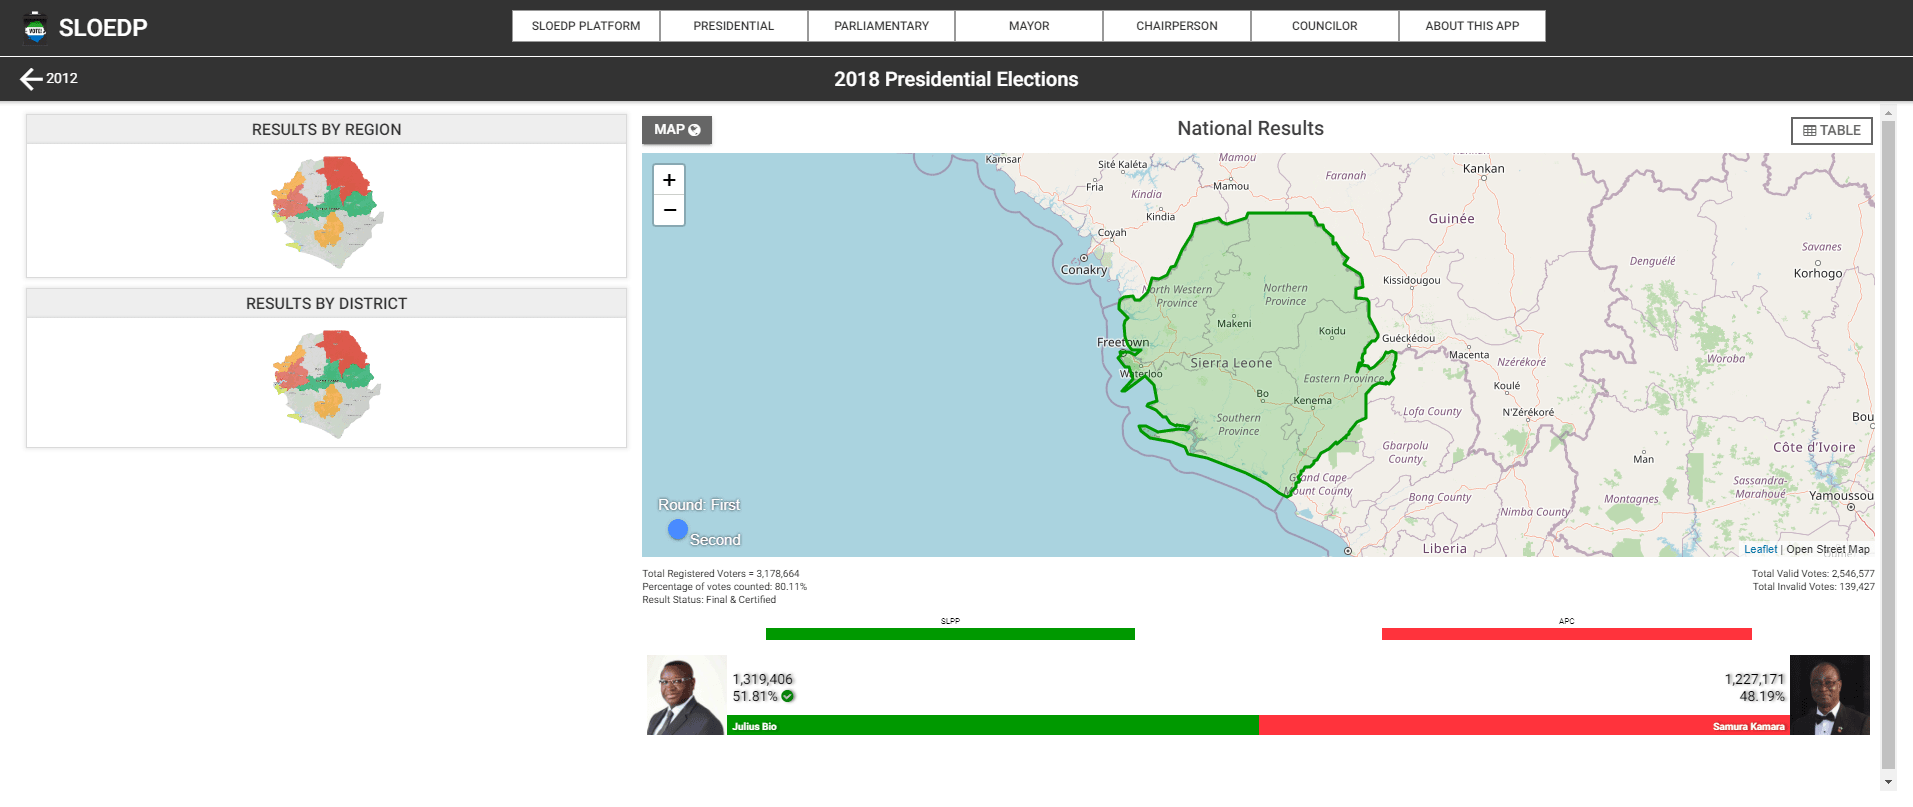 VOTE!
SLOEDP
SLOEDP PLATFORM
PRESIDENTIAL
PARLIAMENTARY
MAYOR
CHAIRPERSON
COUNCILOR
ABOUT THIS APP
2012
2018 Presidential Elections
RESULTS BY REGION
RESULTS BY DISTRICT
MAP
National Results
TABLE
+
−
Kamsar
Sité Kaléta
Mamou
Faranah
Kankan
Fria
Kindia
Mamou
Kindia
Guinée
Coyah
Conakry
Kissidougou
Denguélé
Savanes
Korhogo
North Western
Province
Northern
Province
Makeni
Koidu
Freetown
Guéckédou
Macenta
Nzérékoré
Woroba
Waterloo
Sierra Leone
Eastern Province
Koulé
Bo
Kenema
Lofa County
N'Zérékoré
Bou
Southern
Province
Gbarpolu
County
Man
Côte d'Ivoire
Grand Cape
Mount County
Bong County
Montagnes
Sassandra-
Marahoué
Yamoussou
Nimba County
Liberia
Round: First
Second
Leaflet | Open Street Map
Total Registered Voters = 3,178,664
Percentage of votes counted: 80.11%
Result Status: Final & Certified
Total Valid Votes: 2,546,577
Total Invalid Votes: 139,427
SLPP
APC
1,319,406
51.81%
Julius Bio
1,227,171
48.19%
Samura Kamara